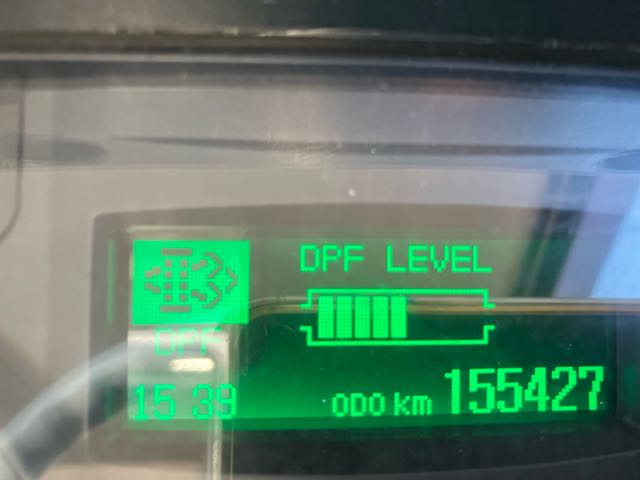 DPF LEVEL
DPF
15 39
ODO km 155427